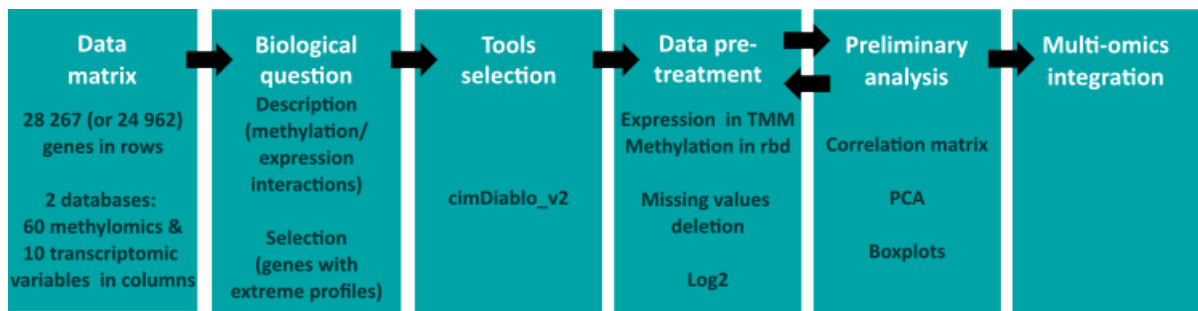 Data
matrix
28 267 (or 24 962)
genes in rows
2 databases:
60 methylomics &
10 transcriptomic
variables in columns
Biological
question
Description
(methylation/
expression
interactions)
Selection
(genes with
extreme profiles)
Tools
selection
cimDiablo_v2
Data pre-
treatment
Expression in TMM
Methylation in rbd
Missing values
deletion
Log2
Preliminary
analysis
Correlation matrix
PCA
Boxplots
Multi-omics
integration